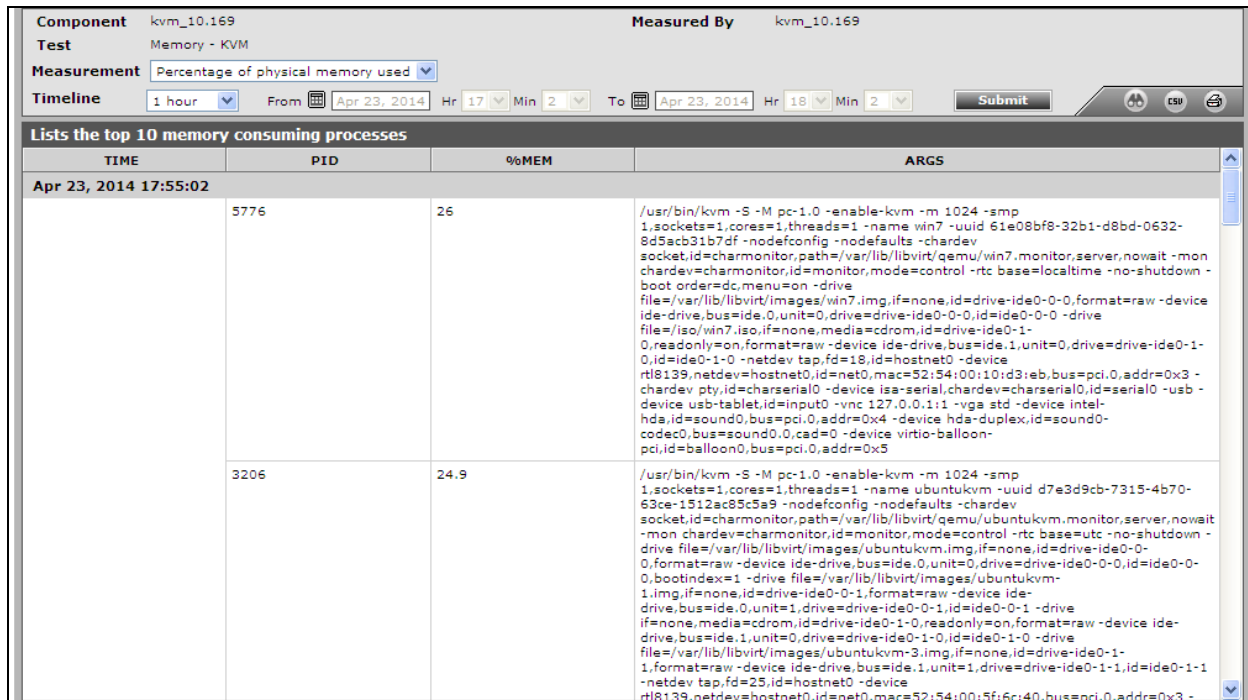 Component kvm_10.169 Measured By kvm_10.169
Test Memory - KVM
Measurement Percentage of physical memory used
Timeline 1 hour From Apr 23, 2014 Hr 17 Min 2 To Apr 23, 2014 Hr 18 Min 2 Submit CSV
Lists the top 10 memory consuming processes
TIME PID %MEM ARGS
Apr 23, 2014 17:55:02
5776 26 /usr/bin/kvm -S -M pc-1.0 -enable-kvm -m 1024 -smp
1,sockets=1,cores=1,threads=1 -name win7 -uuid 61e08bf8-32b1-d8bd-0632-
8d5acb31b7df -nodefconfig -nodefaults -chardev
socket,id=charmonitor,path=/var/lib/libvirt/qemu/win7.monitor,server,nowait -mon
chardev=charmonitor,id=monitor,mode=control -rtc base=localtime -no-shutdown -
boot order=dc,menu=on -drive
file=/var/lib/libvirt/images/win7.img,if=none,id=drive-ide0-0-0,format=raw -device
ide-drive,bus=ide.0,unit=0,drive=drive-ide0-0-0,id=ide0-0-0 -drive
file=/iso/win7.iso,if=none,media=cdrom,id=drive-ide0-1-
0,readonly=on,format=raw -device ide-drive,bus=ide.1,unit=0,drive=drive-ide0-1-
0,id=ide0-1-0 -netdev tap,fd=18,id=hostnet0 -device
rtl8139,netdev=hostnet0,id=net0,mac=52:54:00:10:d3:eb,bus=pci.0,addr=0x3 -
chardev pty,id=charserial0 -device isa-serial,chardev=charserial0,id=serial0 -usb -
device usb-tablet,id=input0 -vnc 127.0.0.1:1 -vga std -device intel-
hda,id=sound0,bus=pci.0,addr=0x4 -device hda-duplex,id=sound0-
codec0,bus=sound0.0,cad=0 -device virtio-balloon-
pci,id=balloon0,bus=pci.0,addr=0x5
3206 24.9 /usr/bin/kvm -S -M pc-1.0 -enable-kvm -m 1024 -smp
1,sockets=1,cores=1,threads=1 -name ubuntukvm -uuid d7e3d9cb-7315-4b70-
63ce-1512ac85c5a9 -nodefconfig -nodefaults -chardev
socket,id=charmonitor,path=/var/lib/libvirt/qemu/ubuntukvm.monitor,server,nowait
-mon chardev=charmonitor,id=monitor,mode=control -rtc base=utc -no-shutdown -
drive file=/var/lib/libvirt/images/ubuntukvm.img,if=none,id=drive-ide0-0-
0,format=raw -device ide-drive,bus=ide.0,unit=0,drive=drive-ide0-0-0,id=ide0-0-
0,bootindex=1 -drive file=/var/lib/libvirt/images/ubuntukvm-
1.img,if=none,id=drive-ide0-0-1,format=raw -device ide-
drive,bus=ide.0,unit=1,drive=drive-ide0-0-1,id=ide0-0-1 -drive
if=none,media=cdrom,id=drive-ide0-1-0,readonly=on,format=raw -device ide-
drive,bus=ide.1,unit=0,drive=drive-ide0-1-0,id=ide0-1-0 -drive
file=/var/lib/libvirt/images/ubuntukvm-3.img,if=none,id=drive-ide0-1-
1,format=raw -device ide-drive,bus=ide.1,unit=1,drive=drive-ide0-1-1,id=ide0-1-1
-netdev tap,fd=25,id=hostnet0 -device
rtl8139,netdev=hostnet0,id=net0,mac=52:54:00:5f:6c:40,bus=pci.0,addr=0x3 -